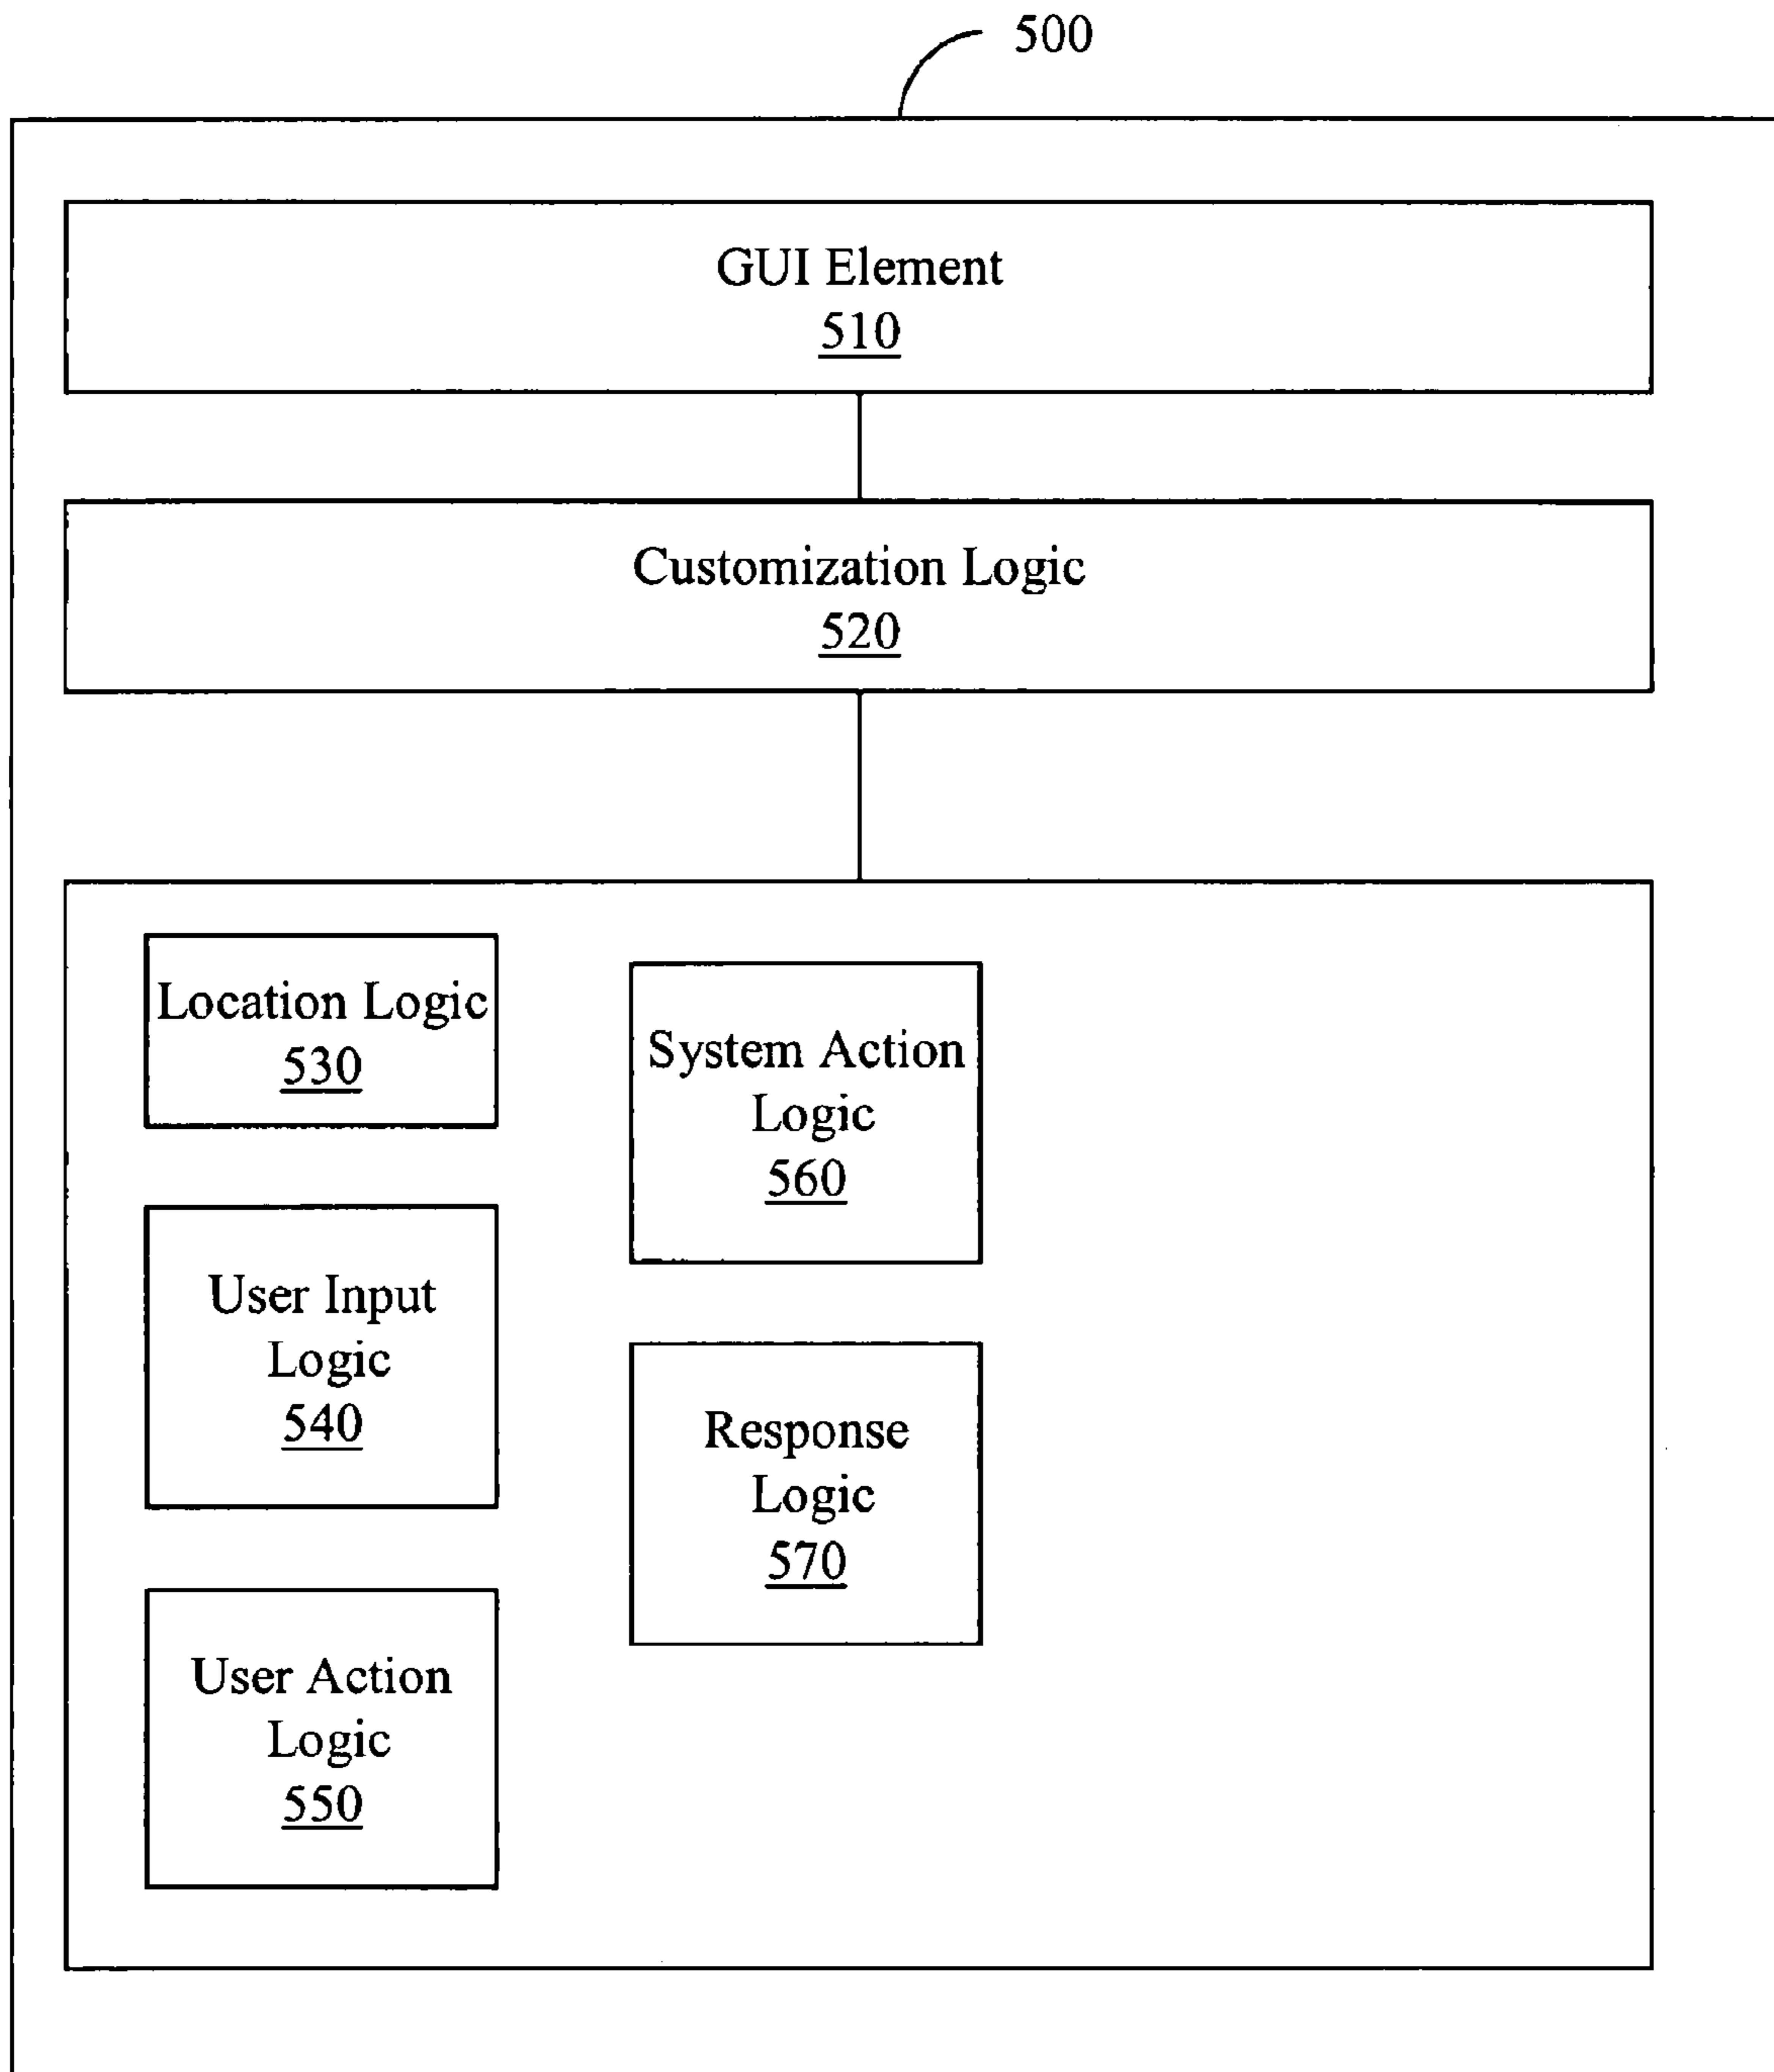 500
GUI Element
510
Customization Logic
520
Location Logic
530
User Input
Logic
540
User Action
Logic
550
System Action
Logic
560
Response
Logic
570